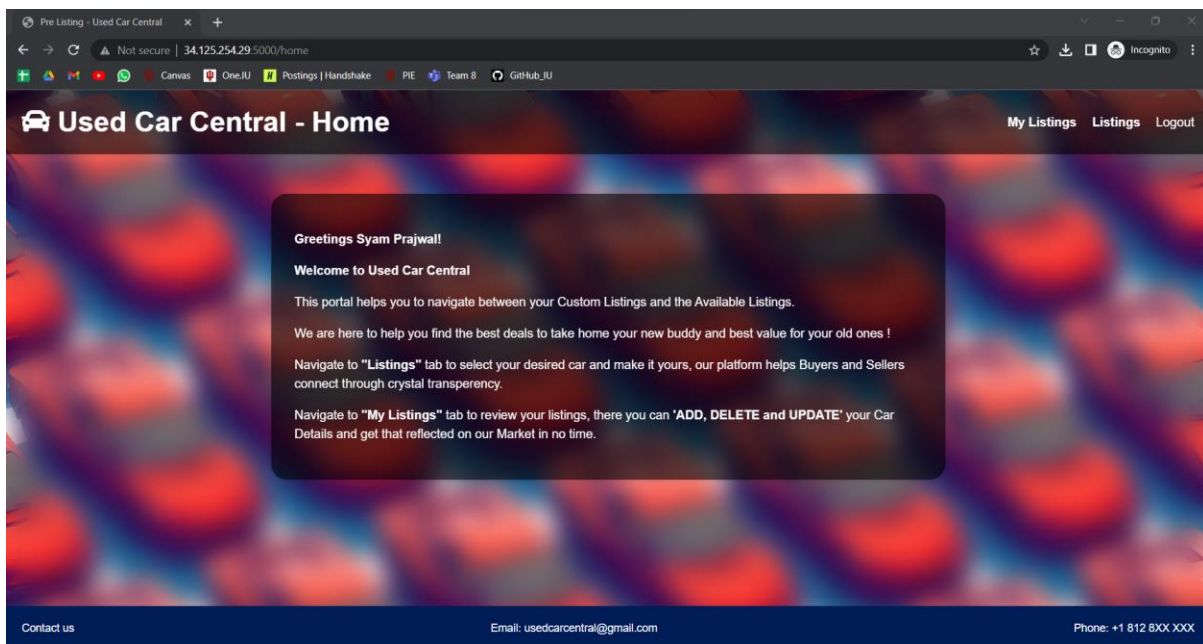 Pre Listing - Used Car Central
Not secure | 34.125.254.29:5000/home
Incognito
Canvas One.IU Postings | Handshake PIE Team 8 GitHub_IU
Used Car Central - Home
My Listings Listings Logout
Greetings Syam Prajwal!
Welcome to Used Car Central
This portal helps you to navigate between your Custom Listings and the Available Listings.
We are here to help you find the best deals to take home your new buddy and best value for your old ones !
Navigate to "Listings" tab to select your desired car and make it yours, our platform helps Buyers and Sellers
connect through crystal transperency.
Navigate to "My Listings" tab to review your listings, there you can 'ADD, DELETE and UPDATE' your Car
Details and get that reflected on our Market in no time.
Contact us Email: usedcarcentral@gmail.com Phone: +1 812 8XX XXX